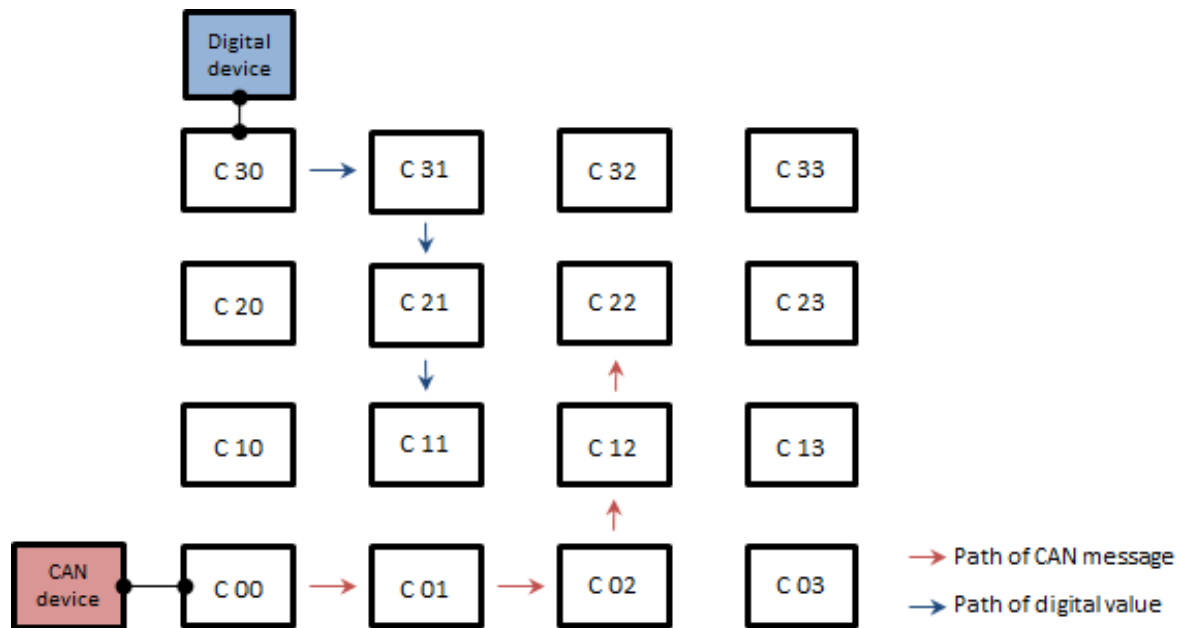 Digital
device
C 30
C 31
C 32
C 33
C 20
C 21
C 22
C 23
C 10
C 11
C 12
C 13
CAN
device
C 00
C 01
C 02
C 03
Path of CAN message
Path of digital value